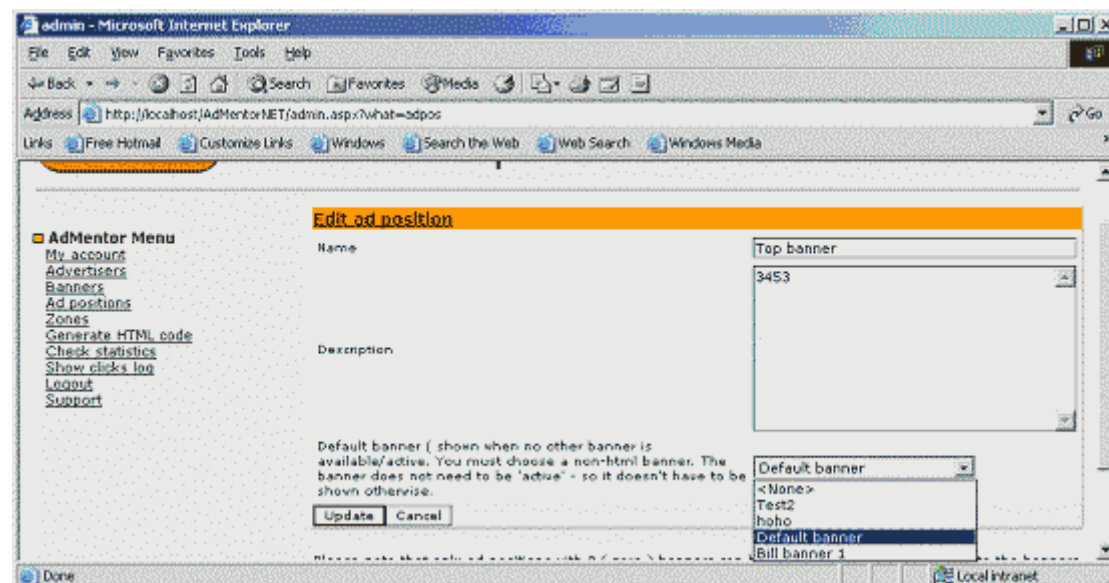 admin - Microsoft Internet Explorer
File Edit View Favorites Tools Help
Back Search Favorites Media
Address http://localhost/AdMentorNET/admin.aspx?what=adpos Go
Links Free Hotmail Customize Links Windows Search the Web Web Search Windows Media
Edit ad position
AdMentor Menu
My account
Advertisers
Banners
Ad positions
Zones
Generate HTML code
Check statistics
Show clicks log
Logout
Support
Name Top banner
Description 3453
Default banner ( shown when no other banner is
available/active. You must choose a non-html banner. The
banner does not need to be 'active' - so it doesn't have to be
shown otherwise.
Default banner
<None>
Test2
hoho
Default banner
Bill banner 1
Update Cancel
Done Local intranet